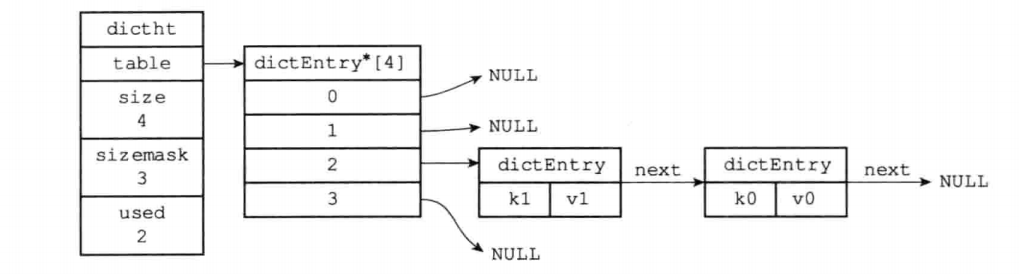 dictht
table
size
4
sizemask
3
used
2
dictEntry*[4]
0
1
2
3
NULL
NULL
dictEntry
k1 v1
next
dictEntry
k0 v0
next
NULL
NULL